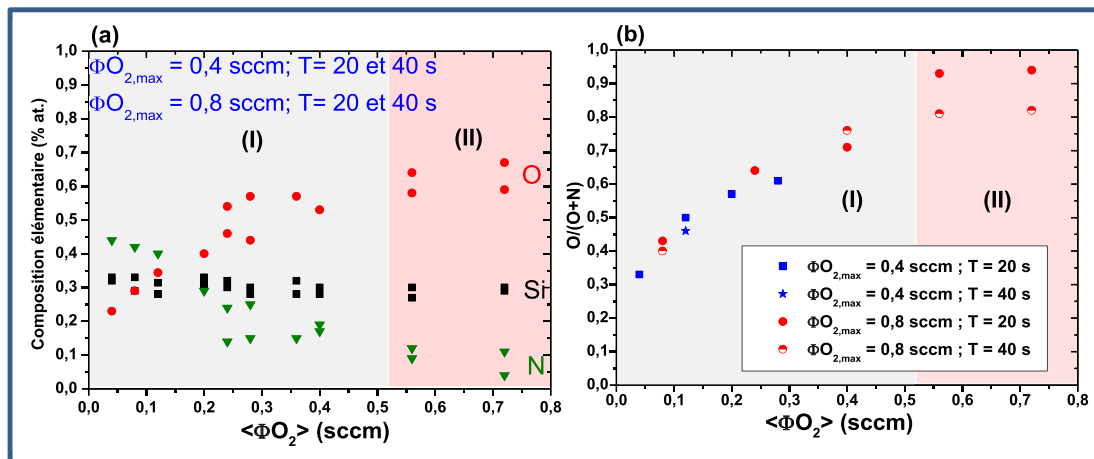 (a)
ΦO2,max = 0,4 sccm; T= 20 et 40 s
ΦO2,max = 0,8 sccm; T= 20 et 40 s
(I)
(II)
O
Si
N
Composition élémentaire (% at.)
1,0
0,9
0,8
0,7
0,6
0,5
0,4
0,3
0,2
0,1
0,0
0,0 0,1 0,2 0,3 0,4 0,5 0,6 0,7 0,8
<ΦO2> (sccm)
(b)
O/(O+N)
1,0
0,9
0,8
0,7
0,6
0,5
0,4
0,3
0,2
0,1
0,0
(I)
(II)
ΦO2,max = 0,4 sccm ; T = 20 s
ΦO2,max = 0,4 sccm ; T = 40 s
ΦO2,max = 0,8 sccm ; T = 20 s
ΦO2,max = 0,8 sccm ; T = 40 s
0,0 0,1 0,2 0,3 0,4 0,5 0,6 0,7 0,8
<ΦO2> (sccm)